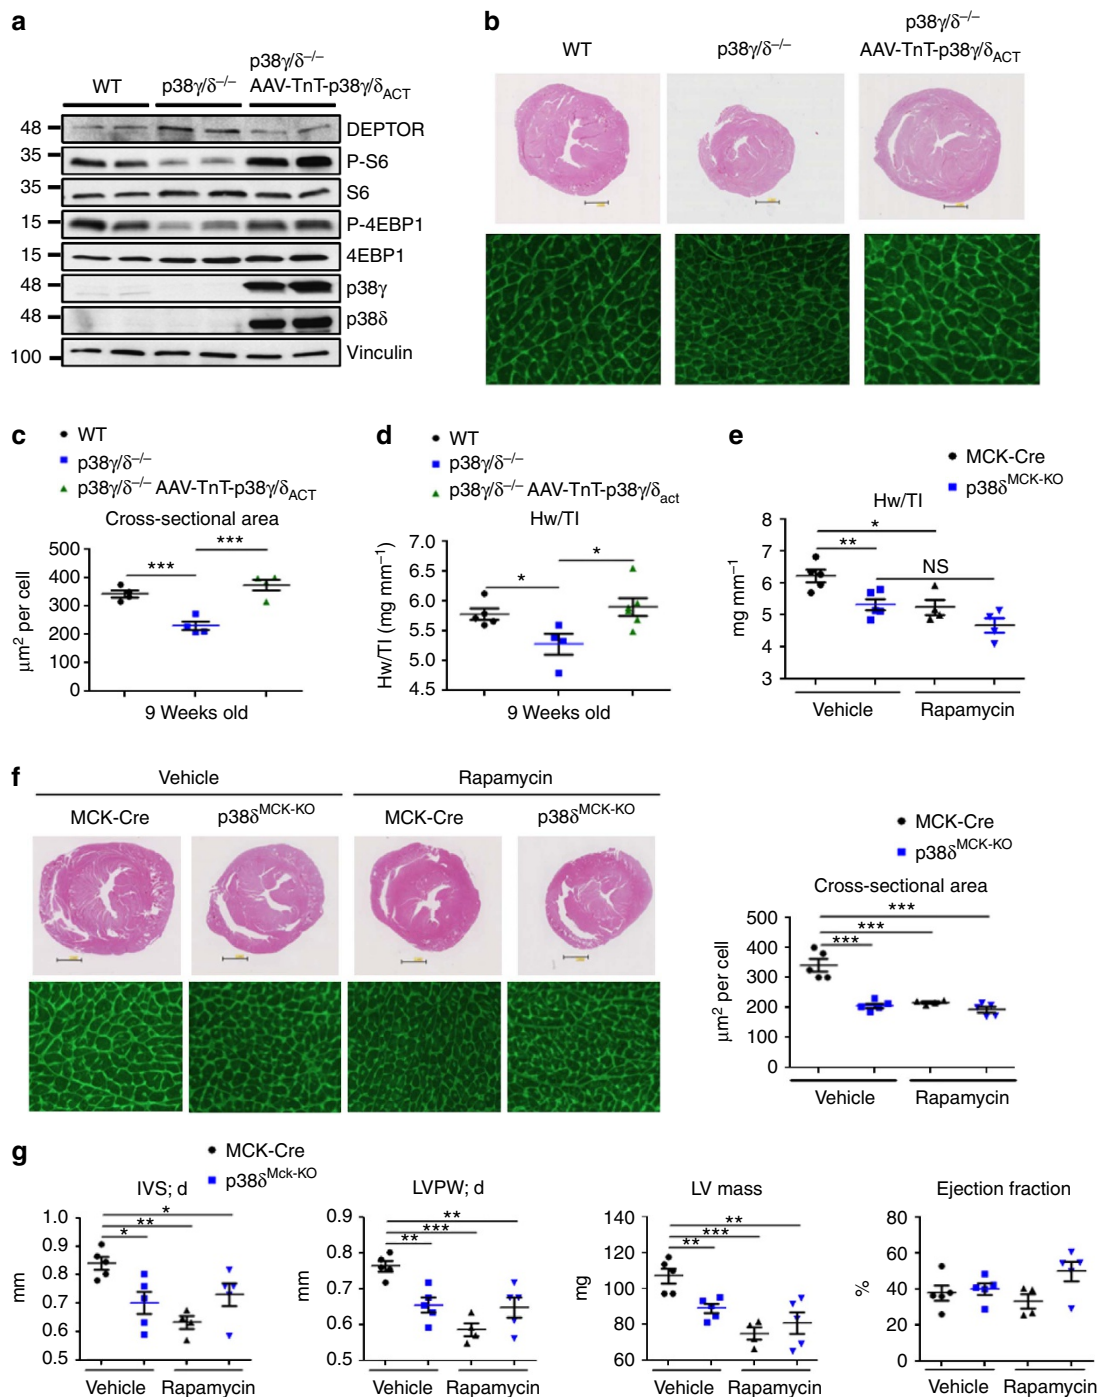 a
WT
p38γ/δ–/–
p38γ/δ–/–
AAV-TnT-p38γ/δACT
48
DEPTOR
35
P-S6
35
S6
15
P-4EBP1
15
4EBP1
48
p38γ
48
p38δ
100
Vinculin
b
WT
p38γ/δ–/–
p38γ/δ–/–
AAV-TnT-p38γ/δACT
c
WT
p38γ/δ–/–
p38γ/δ–/– AAV-TnT-p38γ/δACT
Cross-sectional area
μm2 per cell
500
400
300
200
100
0
***
***
9 Weeks old
d
WT
p38γ/δ–/–
p38γ/δ–/– AAV-TnT-p38γ/δact
Hw/TI
Hw/TI (mg mm–1)
7.0
6.5
6.0
5.5
5.0
4.5
*
*
9 Weeks old
e
MCK-Cre
p38δMCK-KO
Hw/TI
mg mm–1
8
7
6
5
4
3
*
**
NS
Vehicle
Rapamycin
f
Vehicle
Rapamycin
MCK-Cre
p38δMCK-KO
MCK-Cre
p38δMCK-KO
MCK-Cre
p38δMCK-KO
Cross-sectional area
μm2 per cell
500
400
300
200
100
0
***
***
***
Vehicle
Rapamycin
g
MCK-Cre
p38δMck-KO
IVS; d
mm
1.0
0.9
0.8
0.7
0.6
0.5
*
**
*
Vehicle
Rapamycin
LVPW; d
mm
0.9
0.8
0.7
0.6
0.5
**
***
**
Vehicle
Rapamycin
LV mass
mg
140
120
100
80
60
**
***
**
Vehicle
Rapamycin
Ejection fraction
%
80
60
40
20
0
Vehicle
Rapamycin